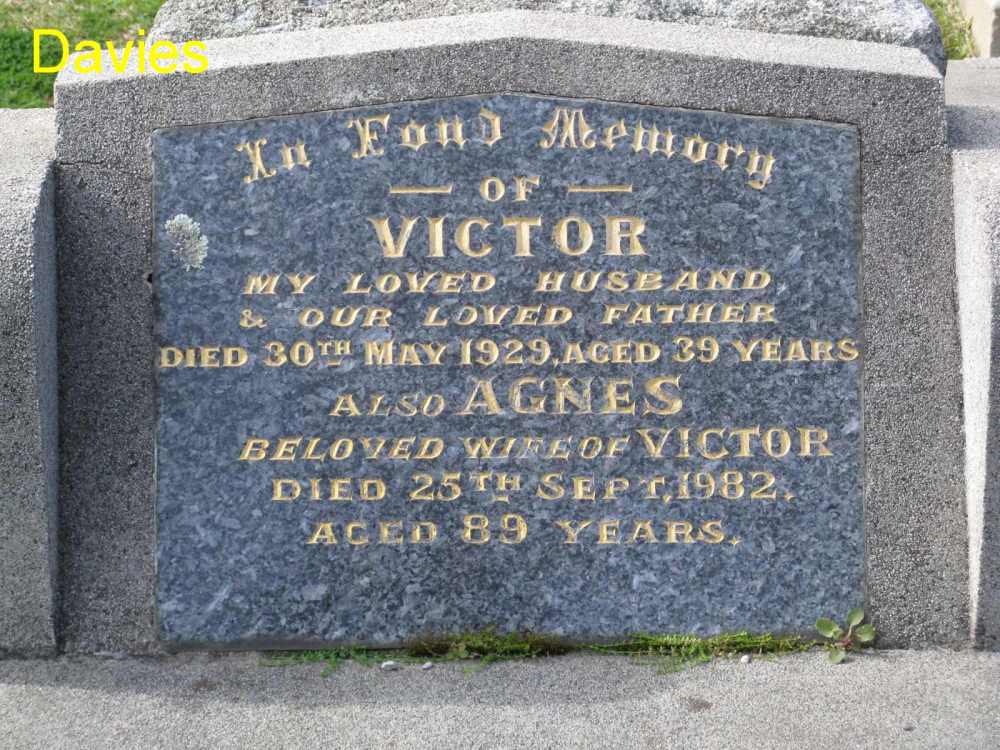 Davies
In Fond Memory
— OF —
VICTOR
MY LOVED HUSBAND
& OUR LOVED FATHER
DIED 30TH MAY 1929, AGED 39 YEARS
ALSO AGNES
BELOVED WIFE OF VICTOR
DIED 25TH SEPT, 1982.
AGED 89 YEARS.